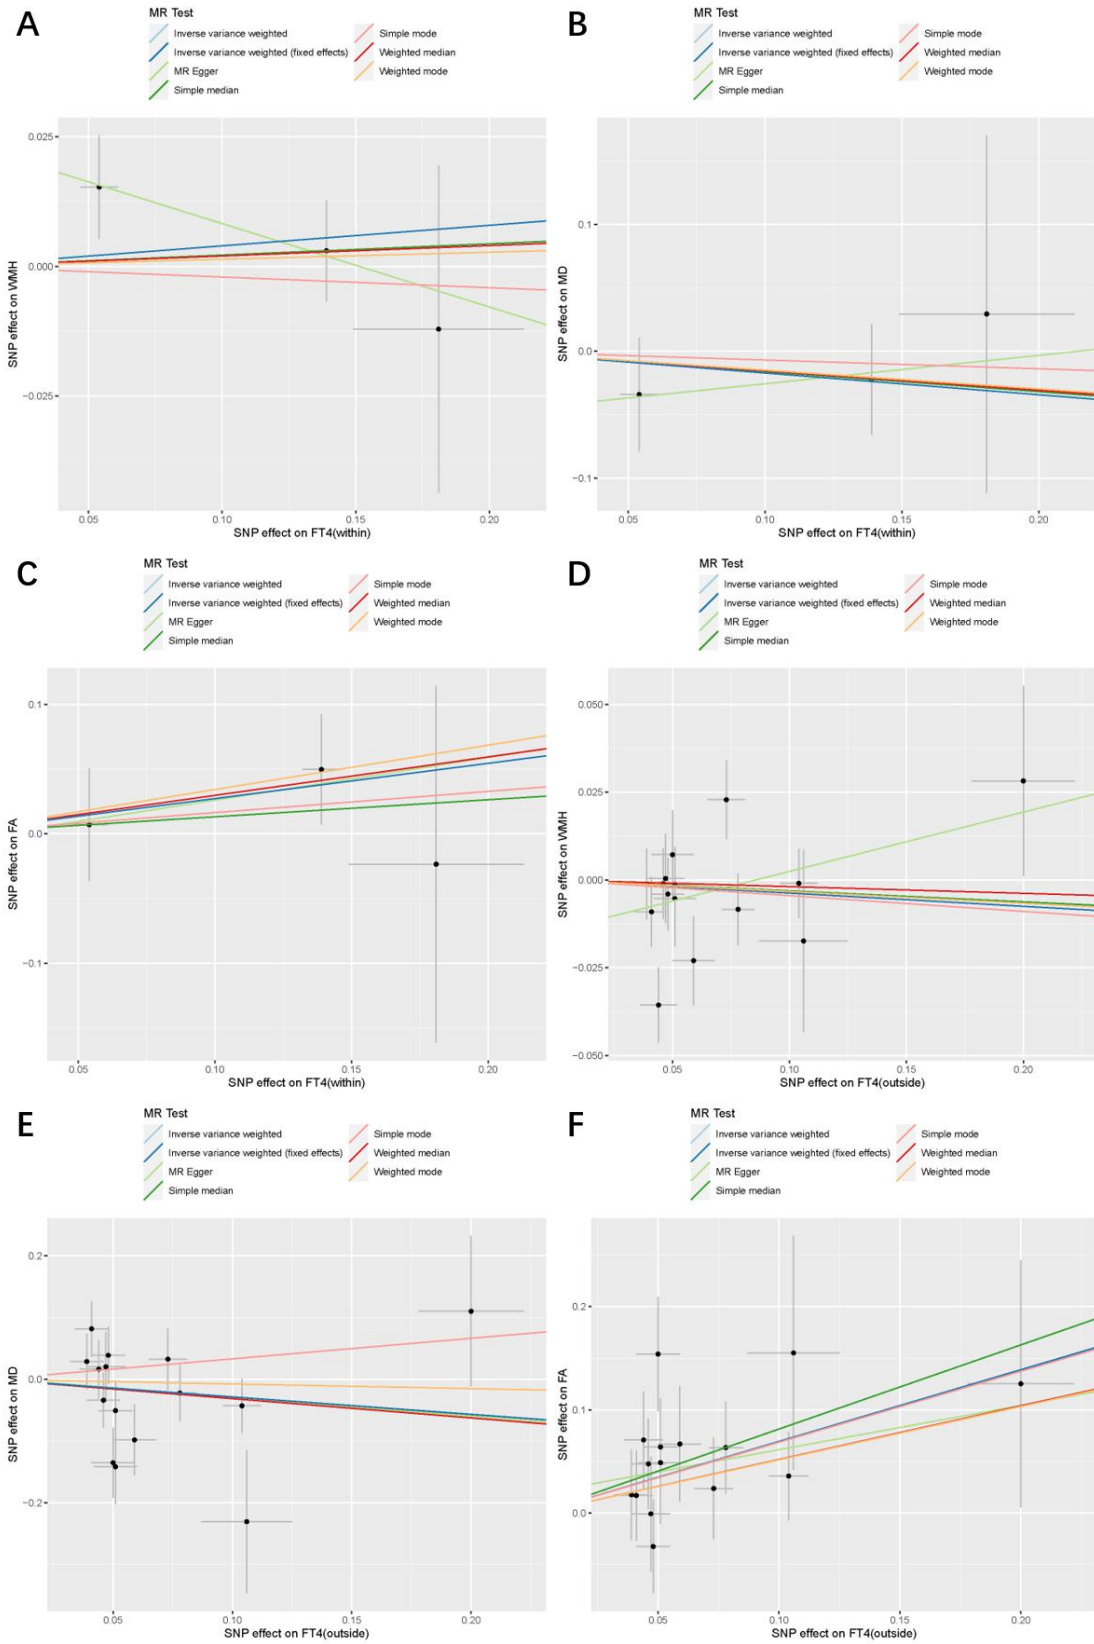 A
MR Test
Inverse variance weighted
Simple mode
Inverse variance weighted (fixed effects)
Weighted median
MR Egger
Weighted mode
Simple median
0.025
0.000
−0.025
SNP effect on WMH
0.05 0.10 0.15 0.20
SNP effect on FT4(within)
B
MR Test
Inverse variance weighted
Simple mode
Inverse variance weighted (fixed effects)
Weighted median
MR Egger
Weighted mode
Simple median
0.1
0.0
−0.1
SNP effect on MD
0.05 0.10 0.15 0.20
SNP effect on FT4(within)
C
MR Test
Inverse variance weighted
Simple mode
Inverse variance weighted (fixed effects)
Weighted median
MR Egger
Weighted mode
Simple median
0.1
0.0
−0.1
SNP effect on FA
0.05 0.10 0.15 0.20
SNP effect on FT4(within)
D
MR Test
Inverse variance weighted
Simple mode
Inverse variance weighted (fixed effects)
Weighted median
MR Egger
Weighted mode
Simple median
0.050
0.025
0.000
−0.025
−0.050
SNP effect on WMH
0.05 0.10 0.15 0.20
SNP effect on FT4(outside)
E
MR Test
Inverse variance weighted
Simple mode
Inverse variance weighted (fixed effects)
Weighted median
MR Egger
Weighted mode
Simple median
0.2
0.0
−0.2
SNP effect on MD
0.05 0.10 0.15 0.20
SNP effect on FT4(outside)
F
MR Test
Inverse variance weighted
Simple mode
Inverse variance weighted (fixed effects)
Weighted median
MR Egger
Weighted mode
Simple median
0.2
0.1
0.0
SNP effect on FA
0.05 0.10 0.15 0.20
SNP effect on FT4(outside)